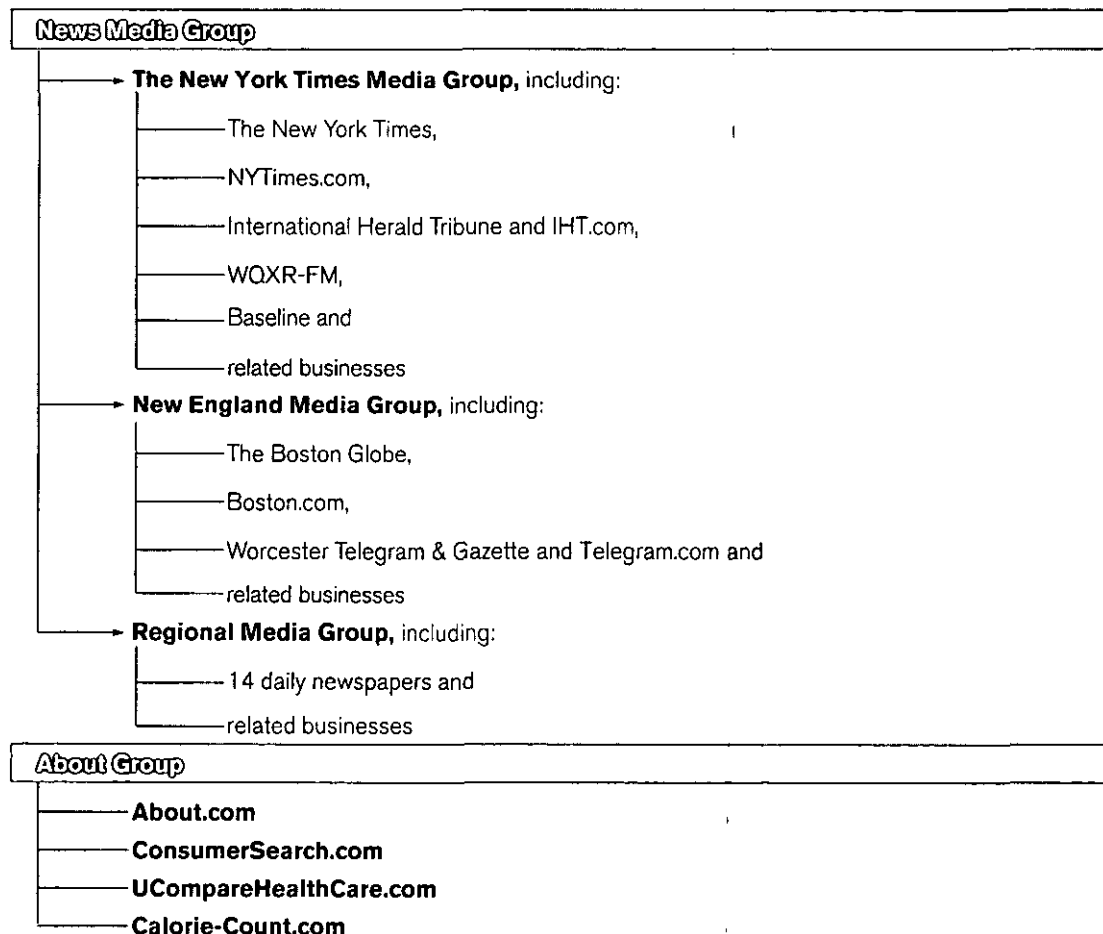 News Media Group
The New York Times Media Group, including:
The New York Times,
NYTimes.com,
International Herald Tribune and IHT.com,
WQXR-FM,
Baseline and
related businesses
New England Media Group, including:
The Boston Globe,
Boston.com,
Worcester Telegram & Gazette and Telegram.com and
related businesses
Regional Media Group, including:
14 daily newspapers and
related businesses
About Group
About.com
ConsumerSearch.com
UCompareHealthCare.com
Calorie-Count.com